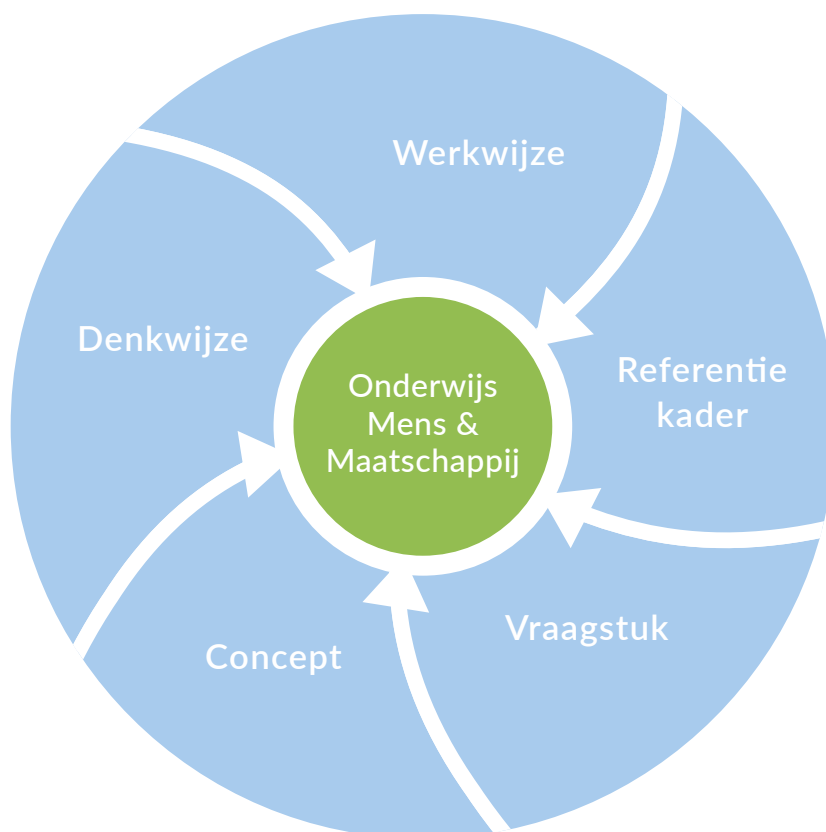 Werkwijze
Denkwijze
Referentie
kader
Onderwijs
Mens &
Maatschappij
Vraagstuk
Concept